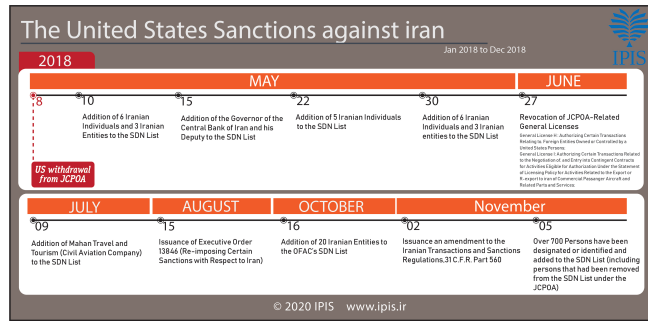 The United States Sanctions against iran
Jan 2018 to Dec 2018
IPIS
2018
MAY
JUNE
8
10
15
22
30
27
Addition of 6 Iranian
Individuals and 3 Iranian
Entities to the SDN List
Addition of the Governor of the
Central Bank of Iran and his
Deputy to the SDN List
Addition of 5 Iranian Individuals
to the SDN List
Addition of 6 Iranian
Individuals and 3 Iranian
entities to the SDN List
Revocation of JCPOA-Related
General Licenses
General License H: Authorizing Certain Transactions
Relating to, Foreign Entities Owned or Controlled by a
United States Persons;
General License I: Authorizing Certain Transactions Related
to the Negotiation of, and Entry into Contingent Contracts
for Activities Eligible for Authorization Under the Statement
of Licensing Policy for Activities Related to the Export or
R-export to iran of Commercial Passenger Aircraft and
Related Parts and Services;
US withdrawal
from JCPOA
JULY
AUGUST
OCTOBER
November
09
15
16
02
05
Addition of Mahan Travel and
Tourism (Civil Aviation Company)
to the SDN List
Issuance of Executive Order
13846 (Re-imposing Certain
Sanctions with Respect to Iran)
Addition of 20 Iranian Entities to
the OFAC's SDN List
Issuance an amendment to the
Iranian Transactions and Sanctions
Regulations,31 C.F.R. Part 560
Over 700 Persons have been
designated or identified and
added to the SDN List (including
persons that had been removed
from the SDN List under the
JCPOA)
© 2020 IPIS www.ipis.ir